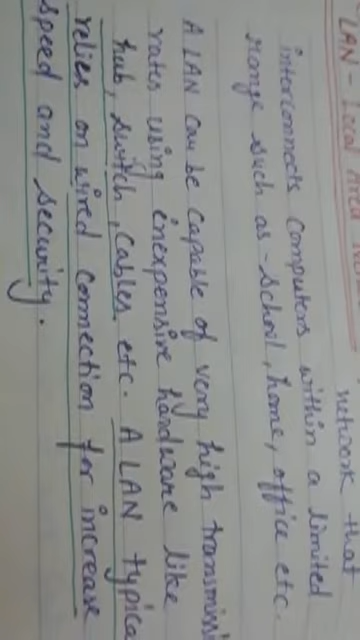 LAN - Local Area
network that
interconnects computers within a limited
range such as - school, home, office etc.
A LAN can be capable of very high transmiss
rates using inexpensive hardware like
hub, switch, cables etc. A LAN typica
relies on wired connection for increase
speed and security.